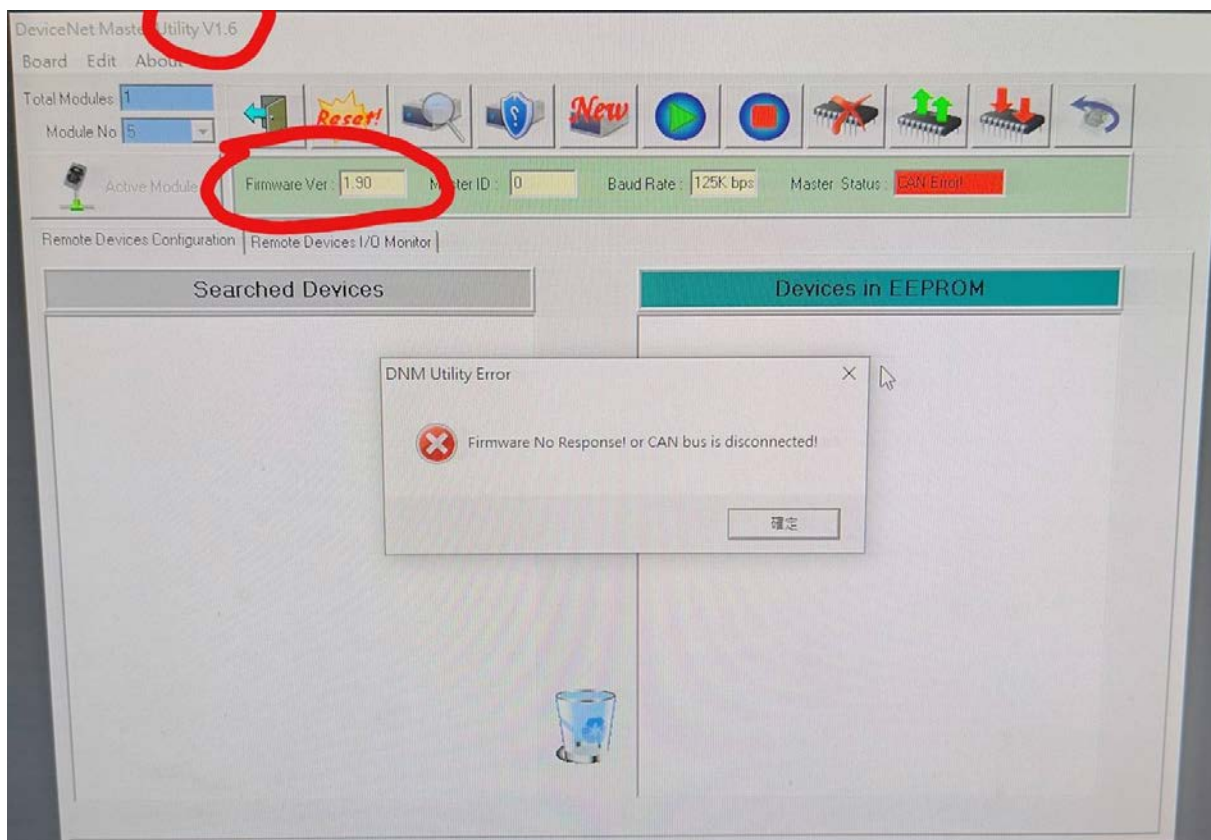 DeviceNet Master Utility V1.6
Board Edit About
Total Modules 1
Module No 5
Reset!
New
Active Module
Firmware Ver : 1.90 Master ID : 0 Baud Rate : 125K bps Master Status : CAN Error!
Remote Devices Configuration Remote Devices I/O Monitor
Searched Devices Devices in EEPROM
DNM Utility Error
Firmware No Response! or CAN bus is disconnected!
確定